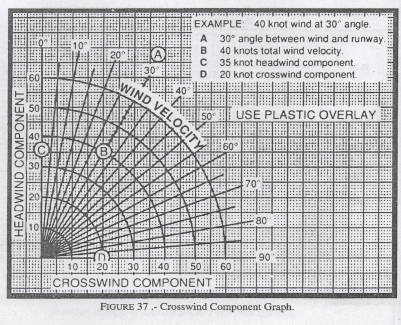 EXAMPLE: 40 knot wind at 30° angle.
A 30° angle between wind and runway.
B 40 knots total wind velocity.
C 35 knot headwind component.
D 20 knot crosswind component.
0°
10°
20°
A
30°
40°
50°
60°
70°
80°
90°
WIND VELOCITY
USE PLASTIC OVERLAY
HEADWIND COMPONENT
60
50
40
30
20
10
C
B
D
10 20 30 40 50 60
CROSSWIND COMPONENT
FIGURE 37 .- Crosswind Component Graph.